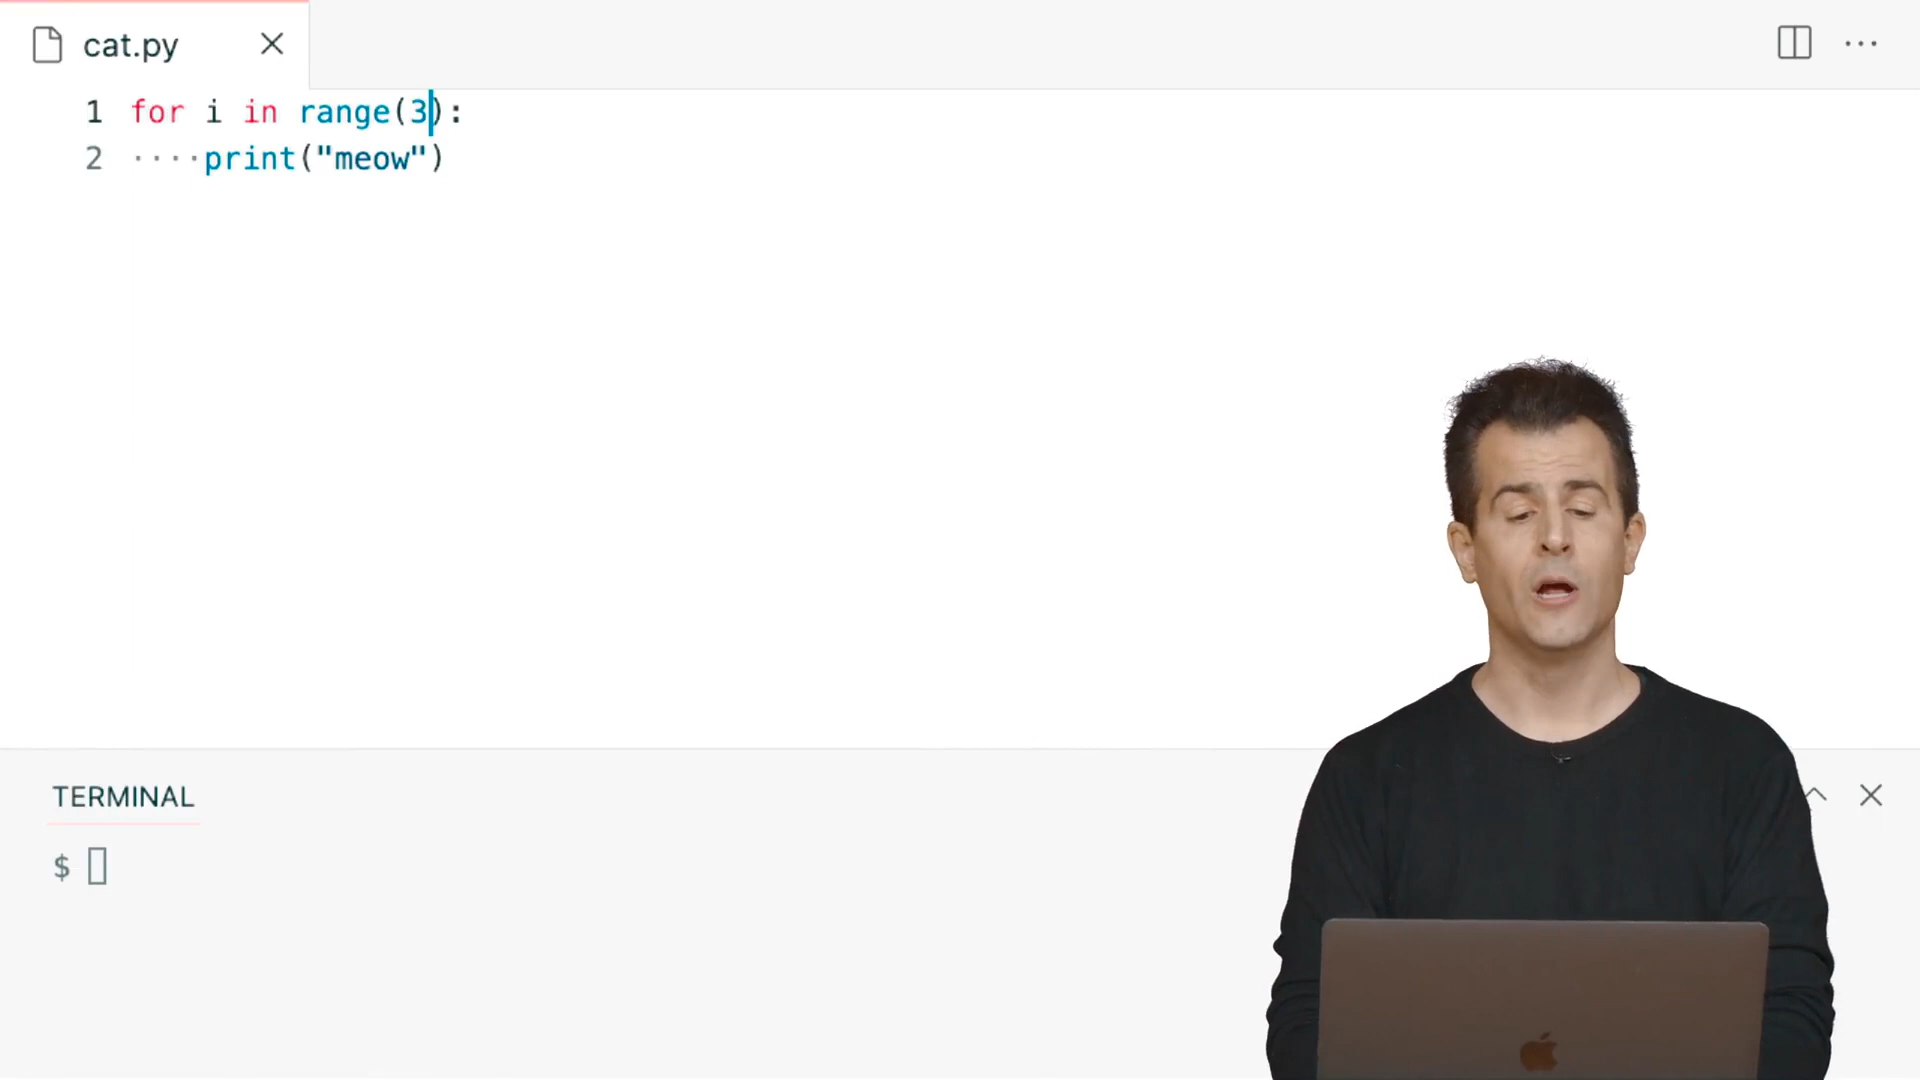 cat.py
1 for i in range(3):
2 ····print("meow")
TERMINAL
$